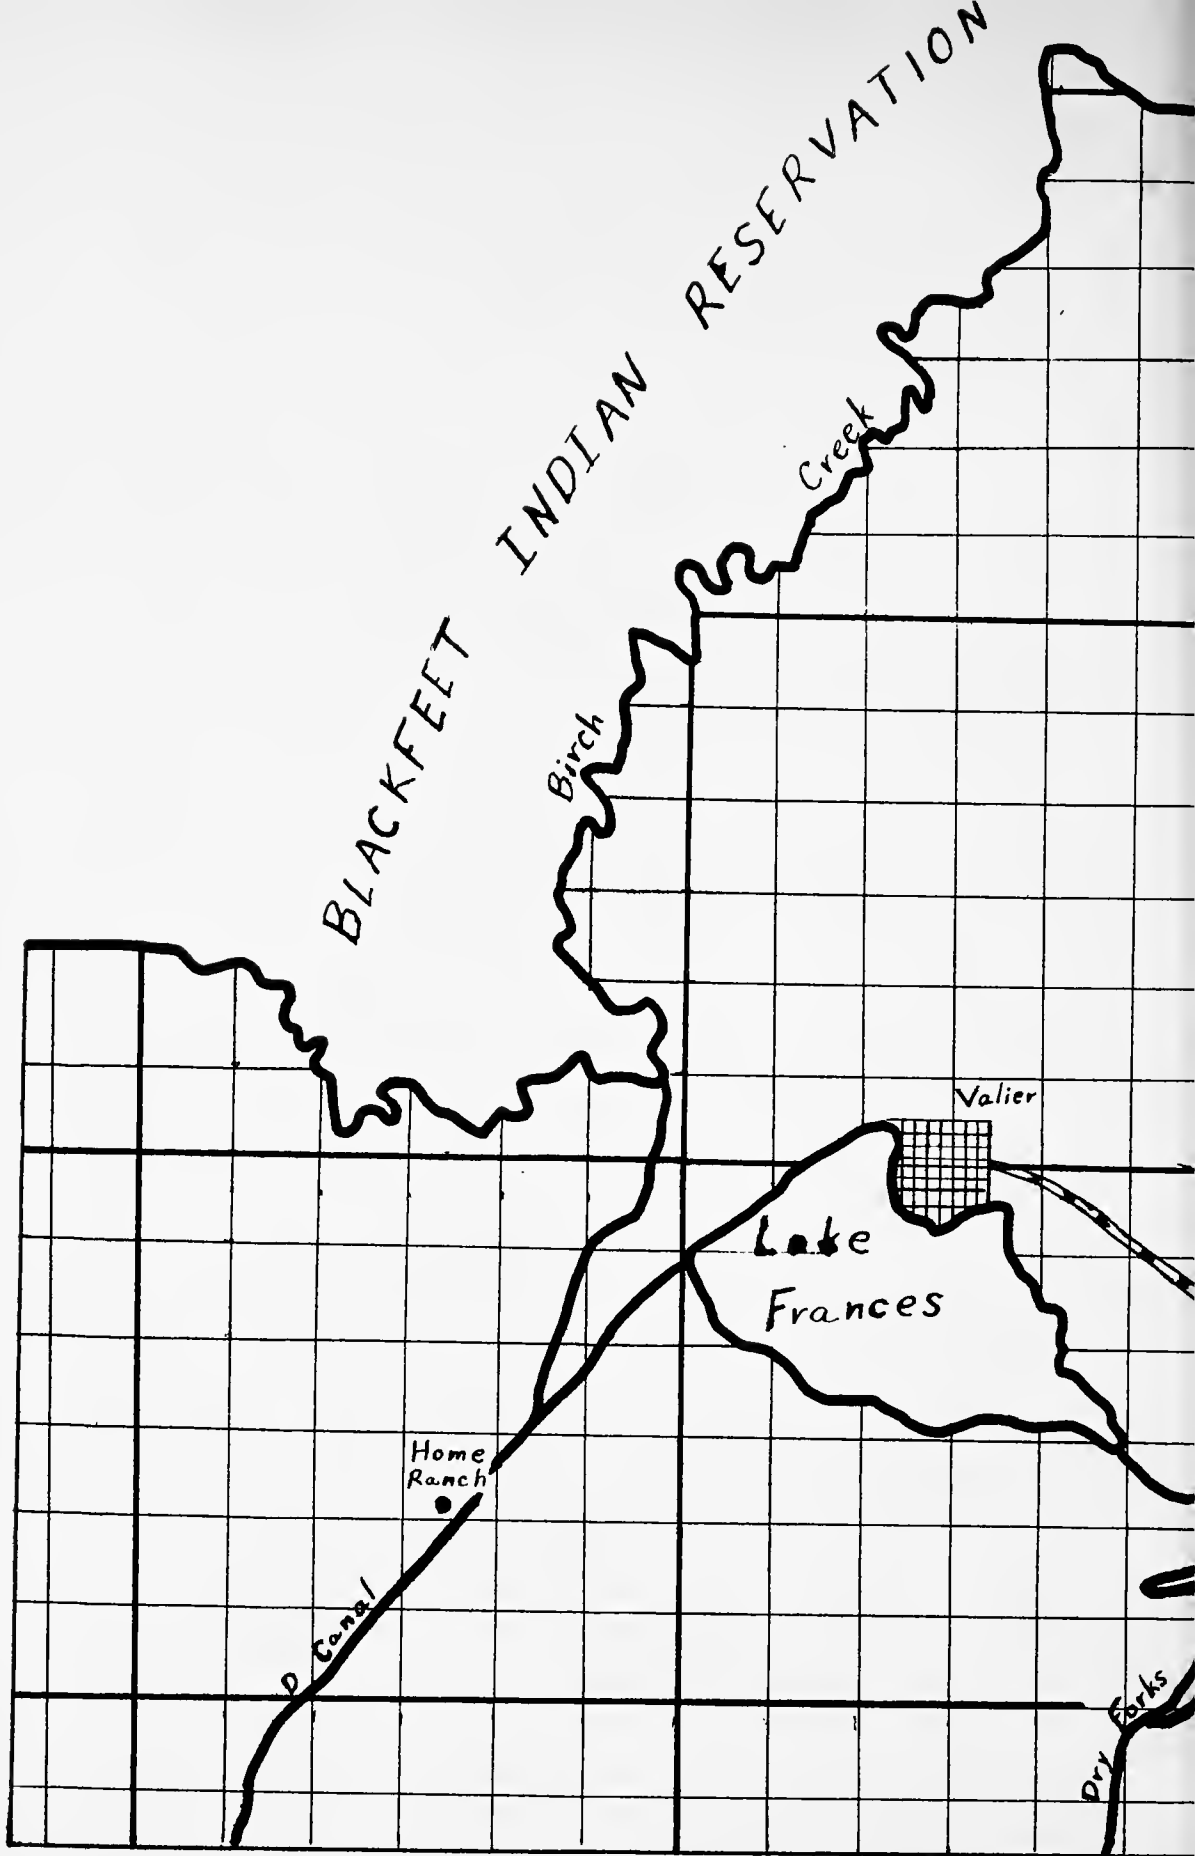 BLACKFEET INDIAN RESERVATION
Birch Creek
Valier
Lake
Frances
Home
Ranch
D Canal
Dry Forks